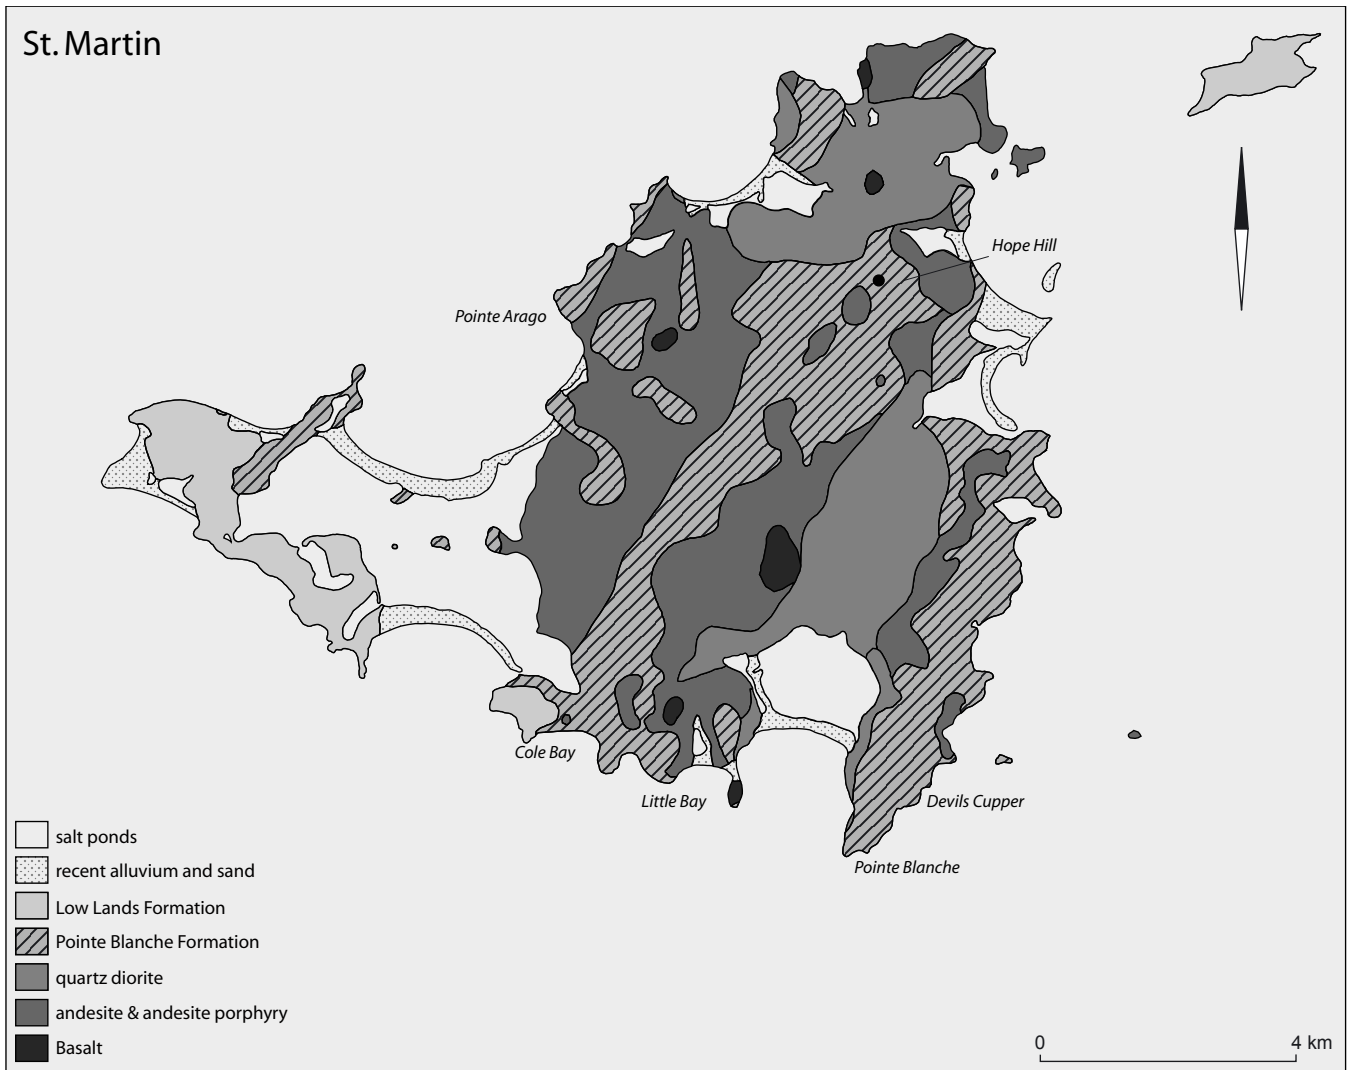 St. Martin
Hope Hill
Pointe Arago
Cole Bay
Little Bay
Devils Cupper
Pointe Blanche
salt ponds
recent alluvium and sand
Low Lands Formation
Pointe Blanche Formation
quartz diorite
andesite & andesite porphyry
Basalt
0 4 km